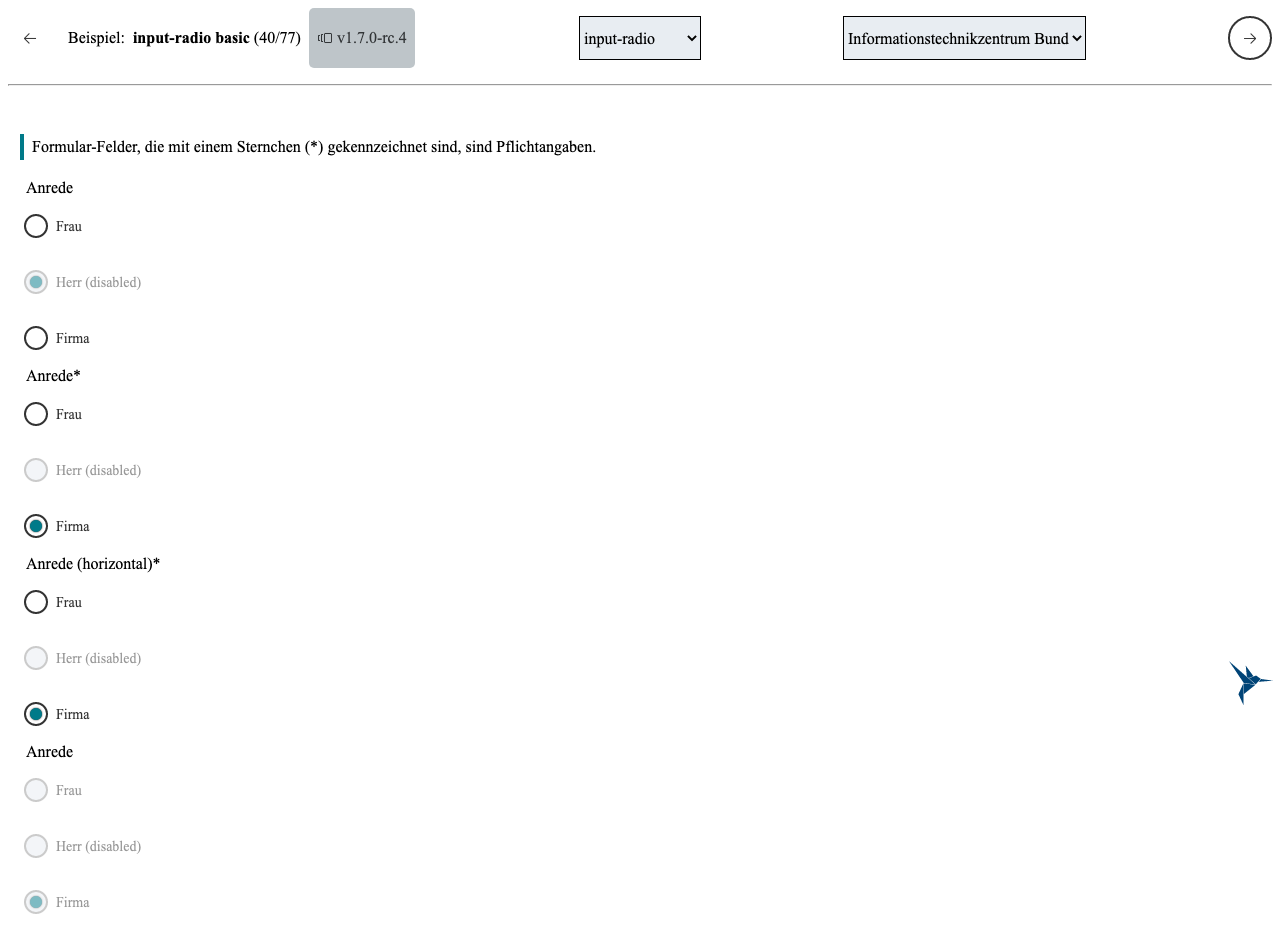 ← Beispiel: input-radio basic (40/77) v1.7.0-rc.4 input-radio Informationstechnikzentrum Bund →
Formular-Felder, die mit einem Sternchen (*) gekennzeichnet sind, sind Pflichtangaben.
Anrede
Frau
Herr (disabled)
Firma
Anrede*
Frau
Herr (disabled)
Firma
Anrede (horizontal)*
Frau
Herr (disabled)
Firma
Anrede
Frau
Herr (disabled)
Firma